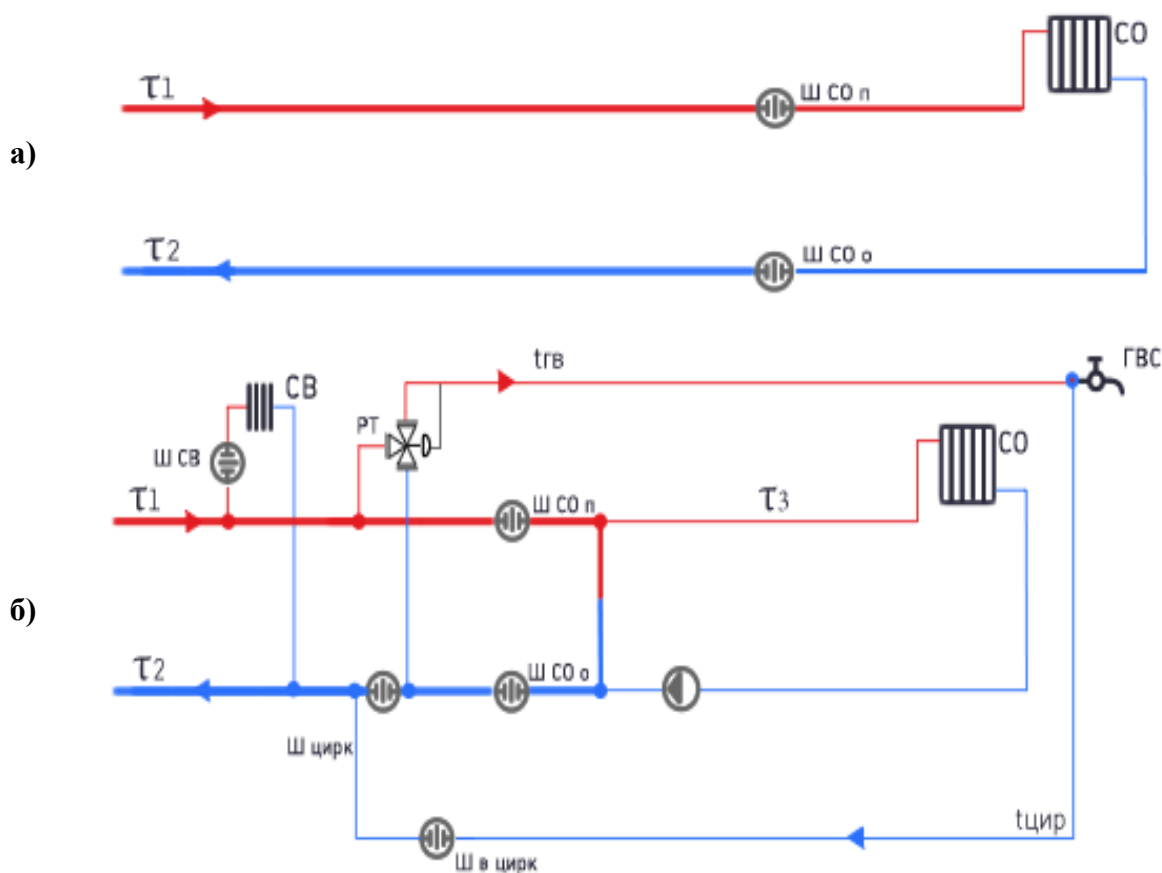 а)
τ1
Ш СО п
СО
τ2
Ш СО о
б)
tгв
ГВС
СВ
РТ
Ш СВ
СО
τ1
Ш СО п
τ3
τ2
Ш СО о
Ш цирк
tцир
Ш в цирк